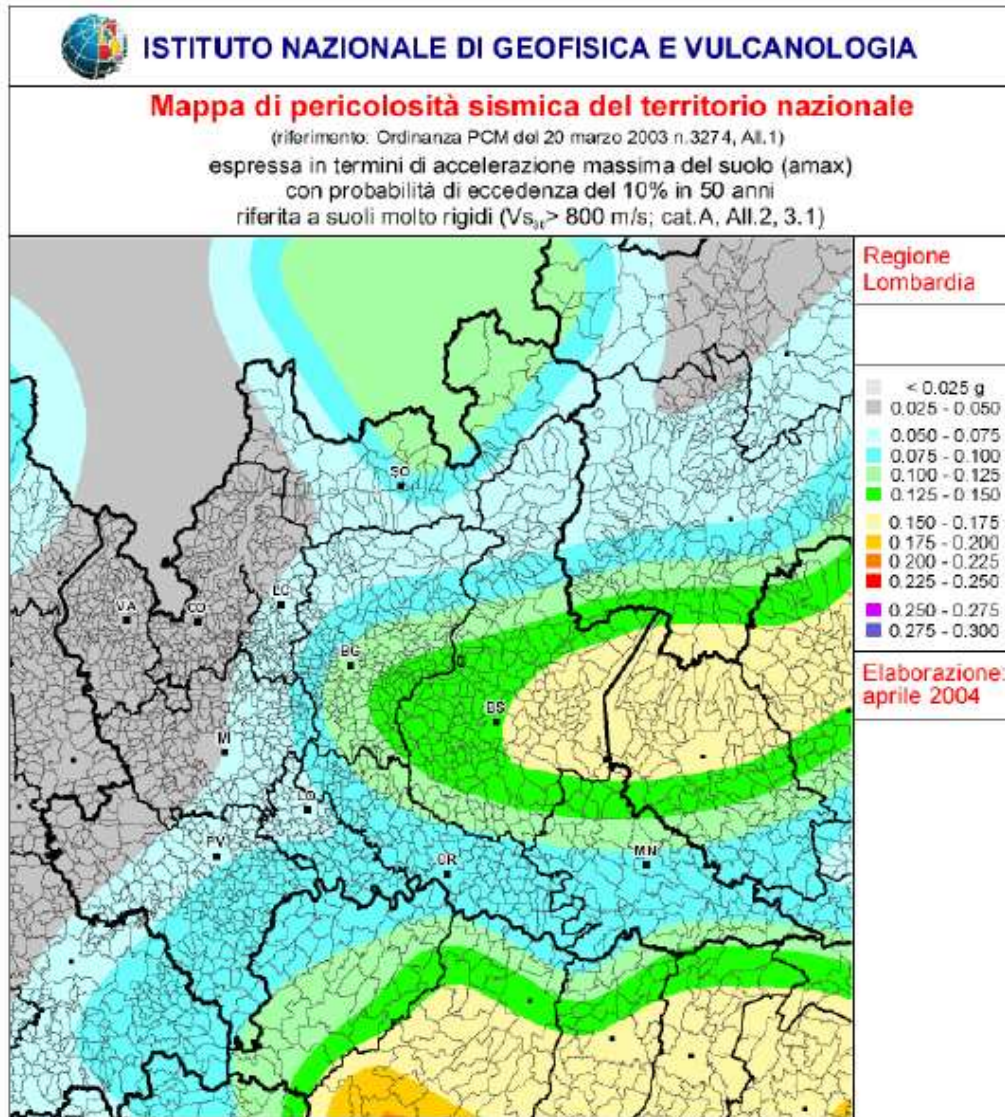 ISTITUTO NAZIONALE DI GEOFISICA E VULCANOLOGIA
Mappa di pericolosità sismica del territorio nazionale
(riferimento: Ordinanza PCM del 20 marzo 2003 n.3274, All.1)
espressa in termini di accelerazione massima del suolo (amax)
con probabilità di eccedenza del 10% in 50 anni
riferita a suoli molto rigidi (Vs30> 800 m/s; cat.A, All.2, 3.1)
Regione
Lombardia
< 0.025 g
0.025 - 0.050
0.050 - 0.075
0.075 - 0.100
0.100 - 0.125
0.125 - 0.150
0.150 - 0.175
0.175 - 0.200
0.200 - 0.225
0.225 - 0.250
0.250 - 0.275
0.275 - 0.300
Elaborazione:
aprile 2004
SO
LC
VA
CO
BG
BS
MI
LO
PV
CR
MN